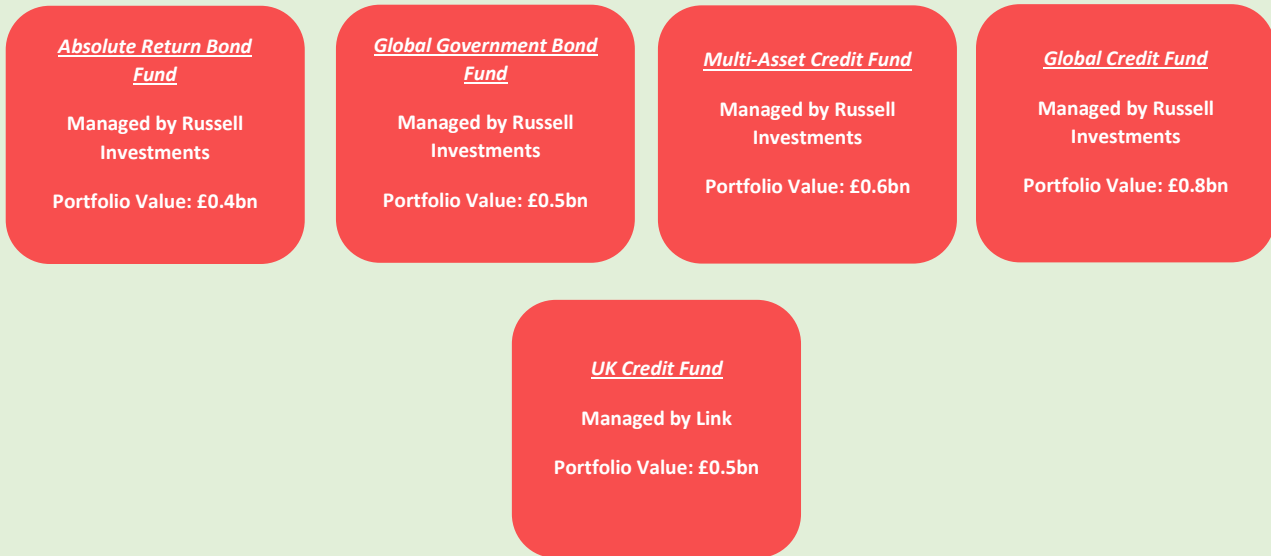 Absolute Return Bond
Fund
Managed by Russell
Investments
Portfolio Value: £0.4bn
Global Government Bond
Fund
Managed by Russell
Investments
Portfolio Value: £0.5bn
Multi-Asset Credit Fund
Managed by Russell
Investments
Portfolio Value: £0.6bn
Global Credit Fund
Managed by Russell
Investments
Portfolio Value: £0.8bn
UK Credit Fund
Managed by Link
Portfolio Value: £0.5bn